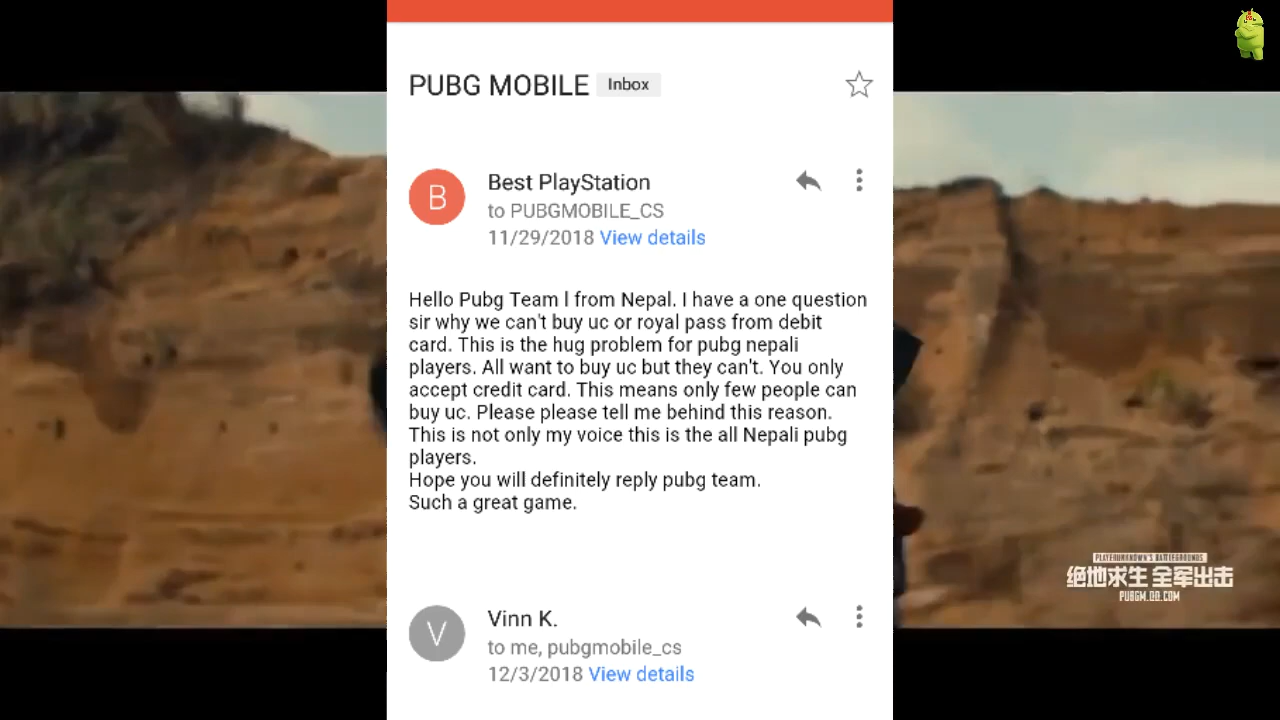 PUBG MOBILE Inbox
B
Best PlayStation
to PUBGMOBILE_CS
11/29/2018 View details
Hello Pubg Team I from Nepal. I have a one question
sir why we can't buy uc or royal pass from debit
card. This is the hug problem for pubg nepali
players. All want to buy uc but they can't. You only
accept credit card. This means only few people can
buy uc. Please please tell me behind this reason.
This is not only my voice this is the all Nepali pubg
players.
Hope you will definitely reply pubg team.
Such a great game.
V
Vinn K.
to me, pubgmobile_cs
12/3/2018 View details
PLAYERUNKNOWN'S BATTLEGROUNDS
绝地求生 全军出击
PUBGM.QQ.COM